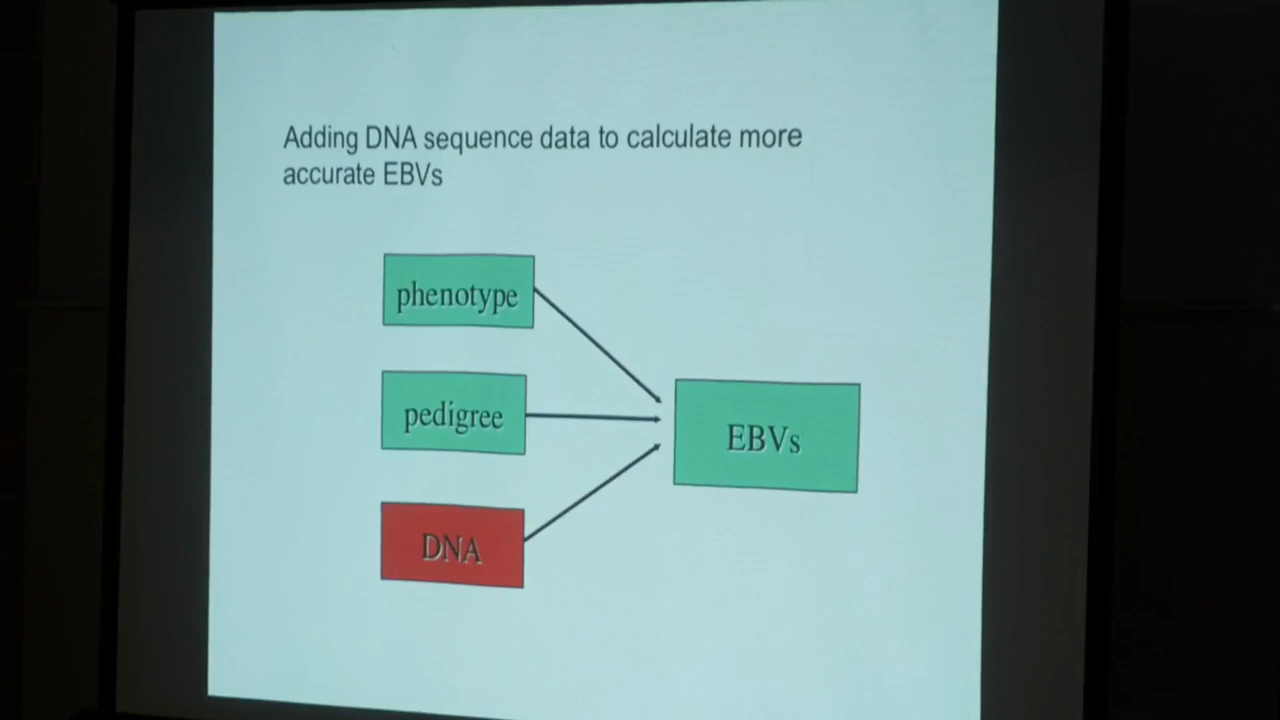 Adding DNA sequence data to calculate more
accurate EBVs
phenotype
pedigree
EBVs
DNA